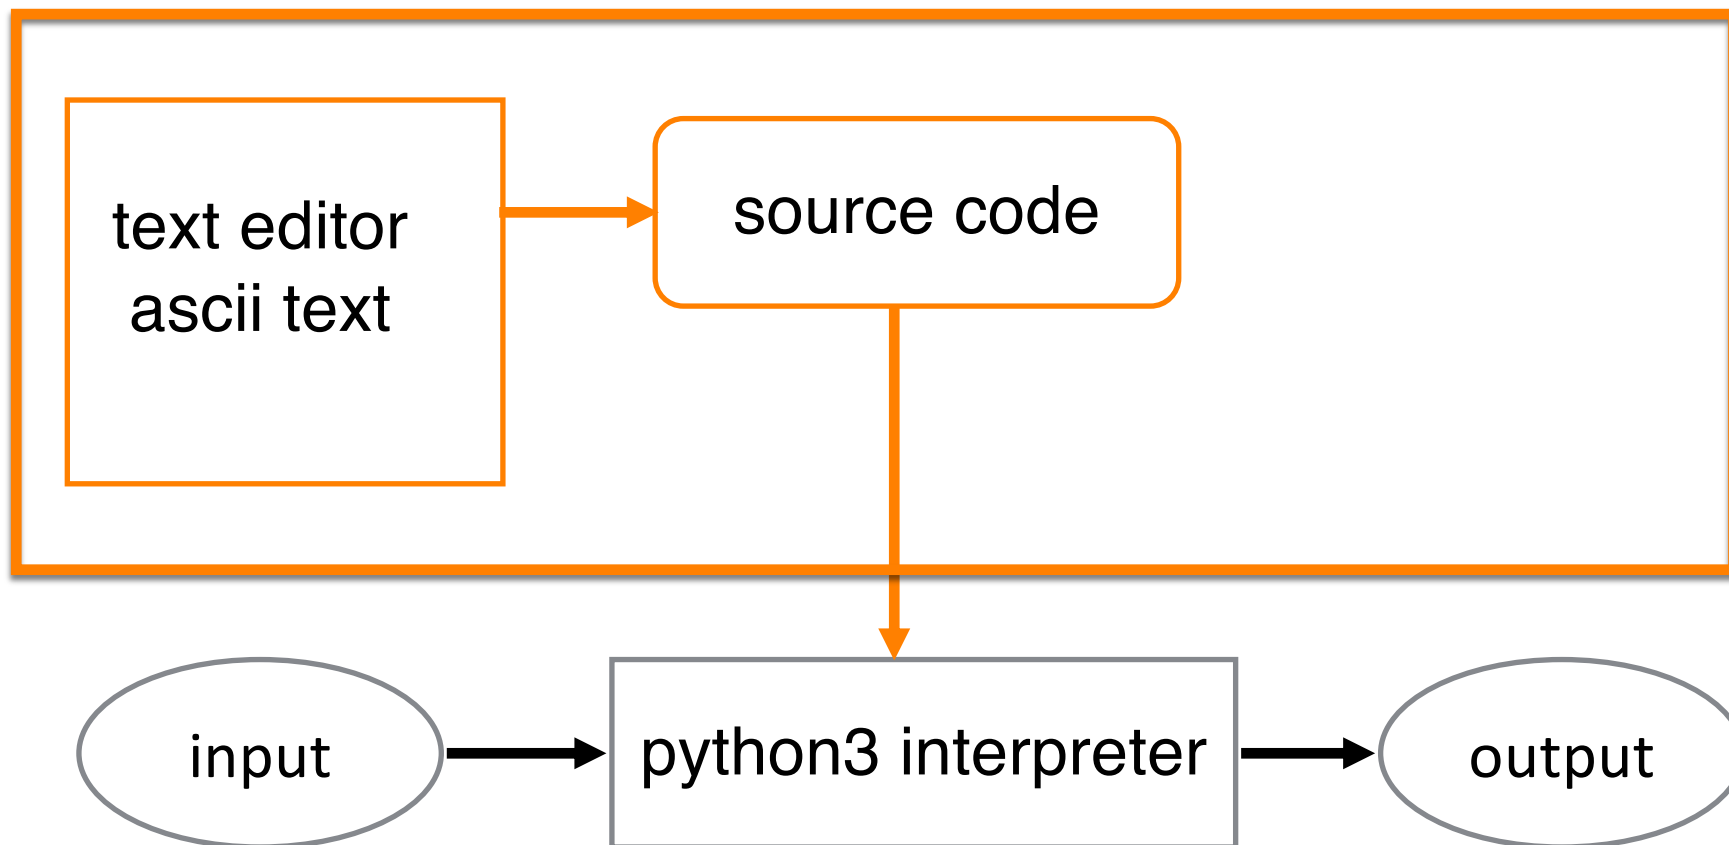 text editor
ascii text
source code
input
python3 interpreter
output